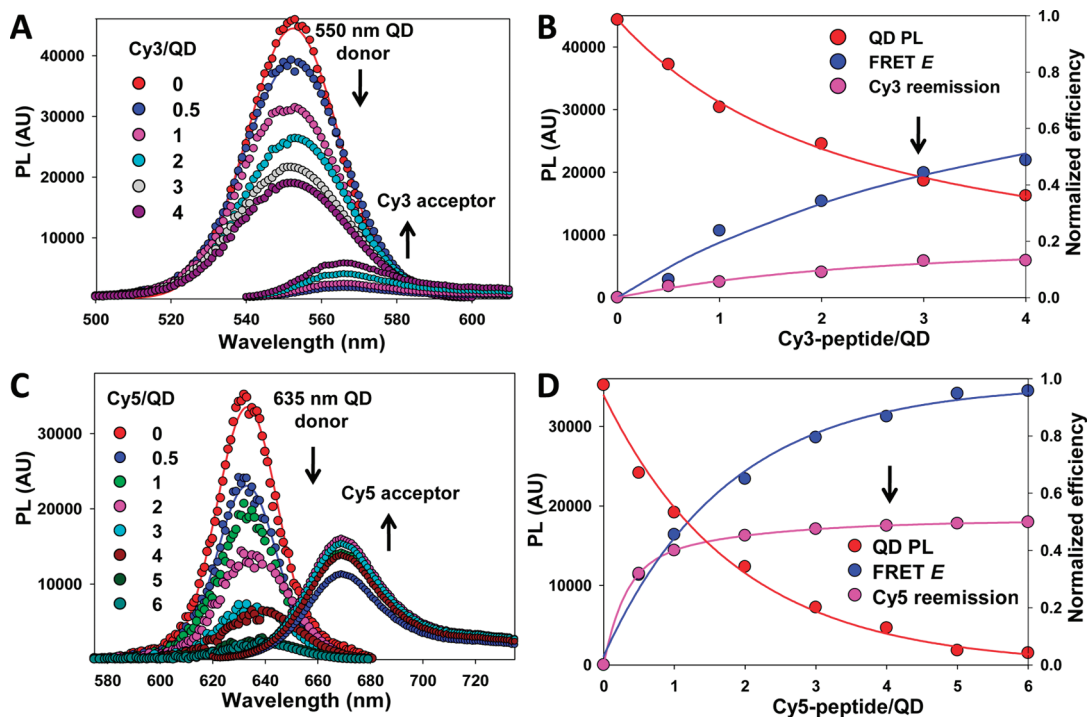 A
Cy3/QD
0
0.5
1
2
3
4
550 nm QD
donor
Cy3 acceptor
PL (AU)
40000
30000
20000
10000
500 520 540 560 580 600
Wavelength (nm)
B
QD PL
FRET E
Cy3 reemission
PL (AU)
40000
30000
20000
10000
0
1.0
0.8
0.6
0.4
0.2
0.0
Normalized efficiency
0 1 2 3 4
Cy3-peptide/QD
C
Cy5/QD
0
0.5
1
2
3
4
5
6
635 nm QD
donor
Cy5 acceptor
PL (AU)
30000
20000
10000
580 600 620 640 660 680 700 720
Wavelength (nm)
D
QD PL
FRET E
Cy5 reemission
PL (AU)
30000
20000
10000
0
1.0
0.8
0.6
0.4
0.2
0.0
Normalized efficiency
0 1 2 3 4 5 6
Cy5-peptide/QD